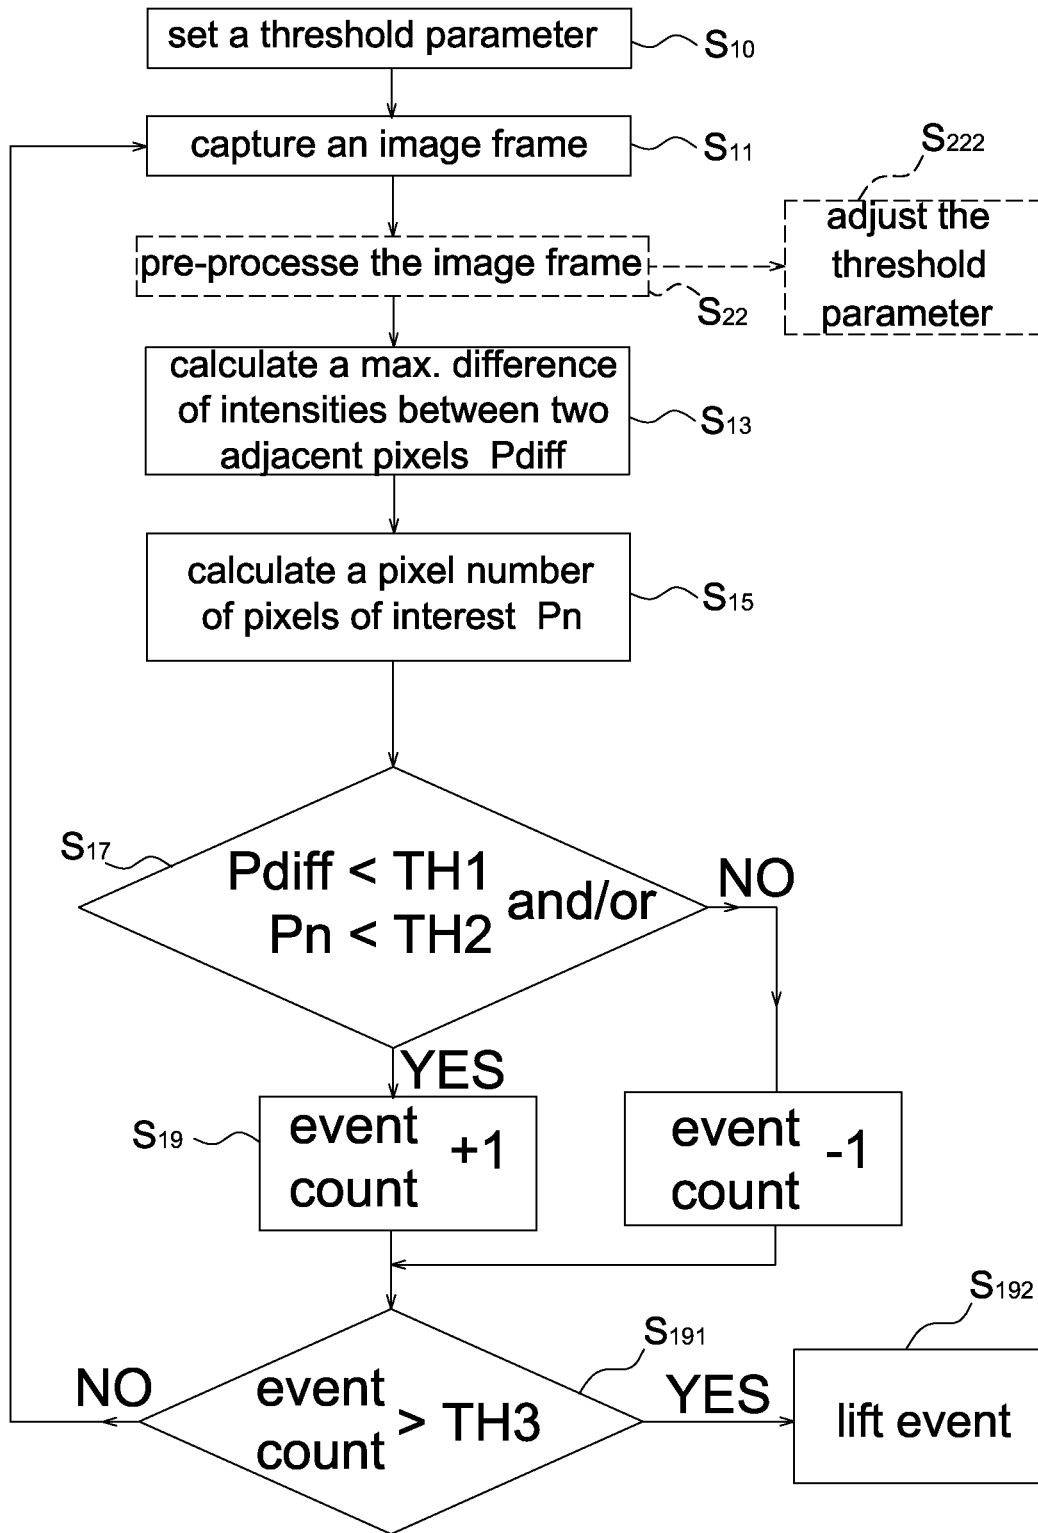 set a threshold parameter
S10
capture an image frame
S11
S222
adjust the
threshold
parameter
pre-processe the image frame
S22
calculate a max. difference
of intensities between two
adjacent pixels Pdiff
S13
calculate a pixel number
of pixels of interest Pn
S15
S17
Pdiff < TH1
Pn < TH2
and/or
NO
YES
S19
event
count
+1
event
count
-1
S192
S191
NO
event
count
> TH3
YES
lift event